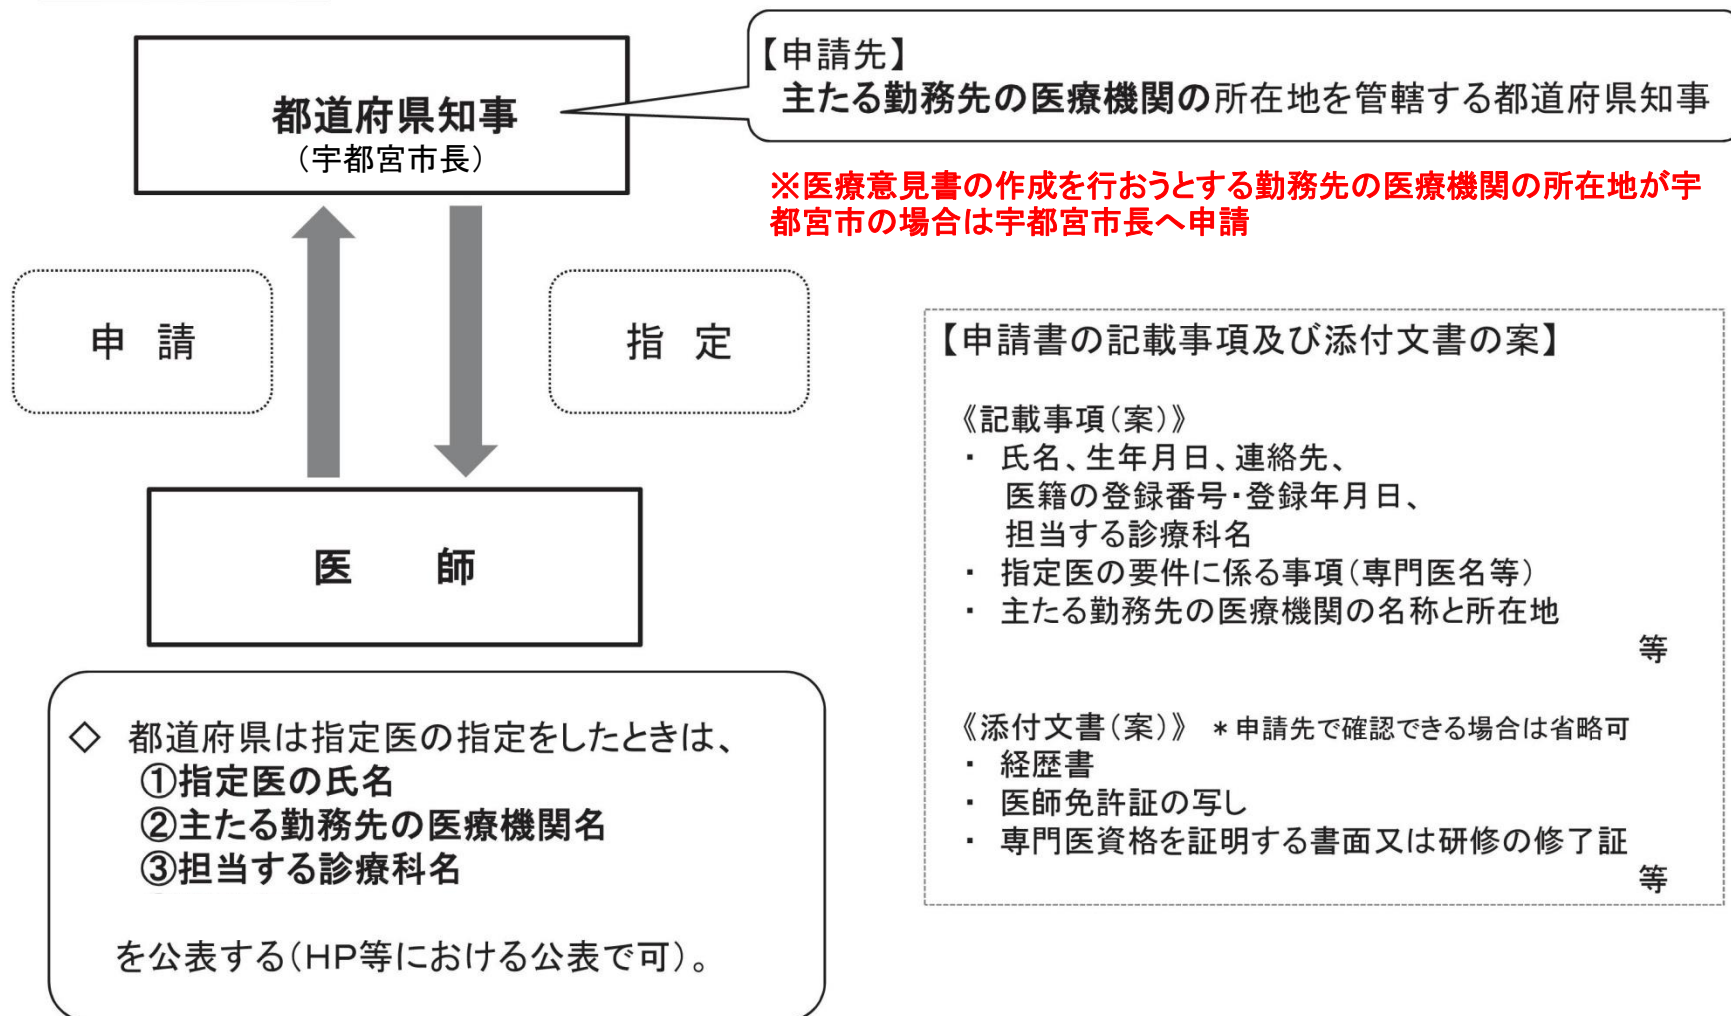 都道府県知事
（宇都宮市長）
【申請先】
主たる勤務先の医療機関の所在地を管轄する都道府県知事
※医療意見書の作成を行おうとする勤務先の医療機関の所在地が宇
都宮市の場合は宇都宮市長へ申請
申 請
指 定
医 師
◇ 都道府県は指定医の指定をしたときは、
①指定医の氏名
②主たる勤務先の医療機関名
③担当する診療科名
を公表する（HP等における公表で可）。
【申請書の記載事項及び添付文書の案】
《記載事項（案）》
・ 氏名、生年月日、連絡先、
医籍の登録番号・登録年月日、
担当する診療科名
・ 指定医の要件に係る事項（専門医名等）
・ 主たる勤務先の医療機関の名称と所在地
等
《添付文書（案）》 ＊申請先で確認できる場合は省略可
・ 経歴書
・ 医師免許証の写し
・ 専門医資格を証明する書面又は研修の修了証
等